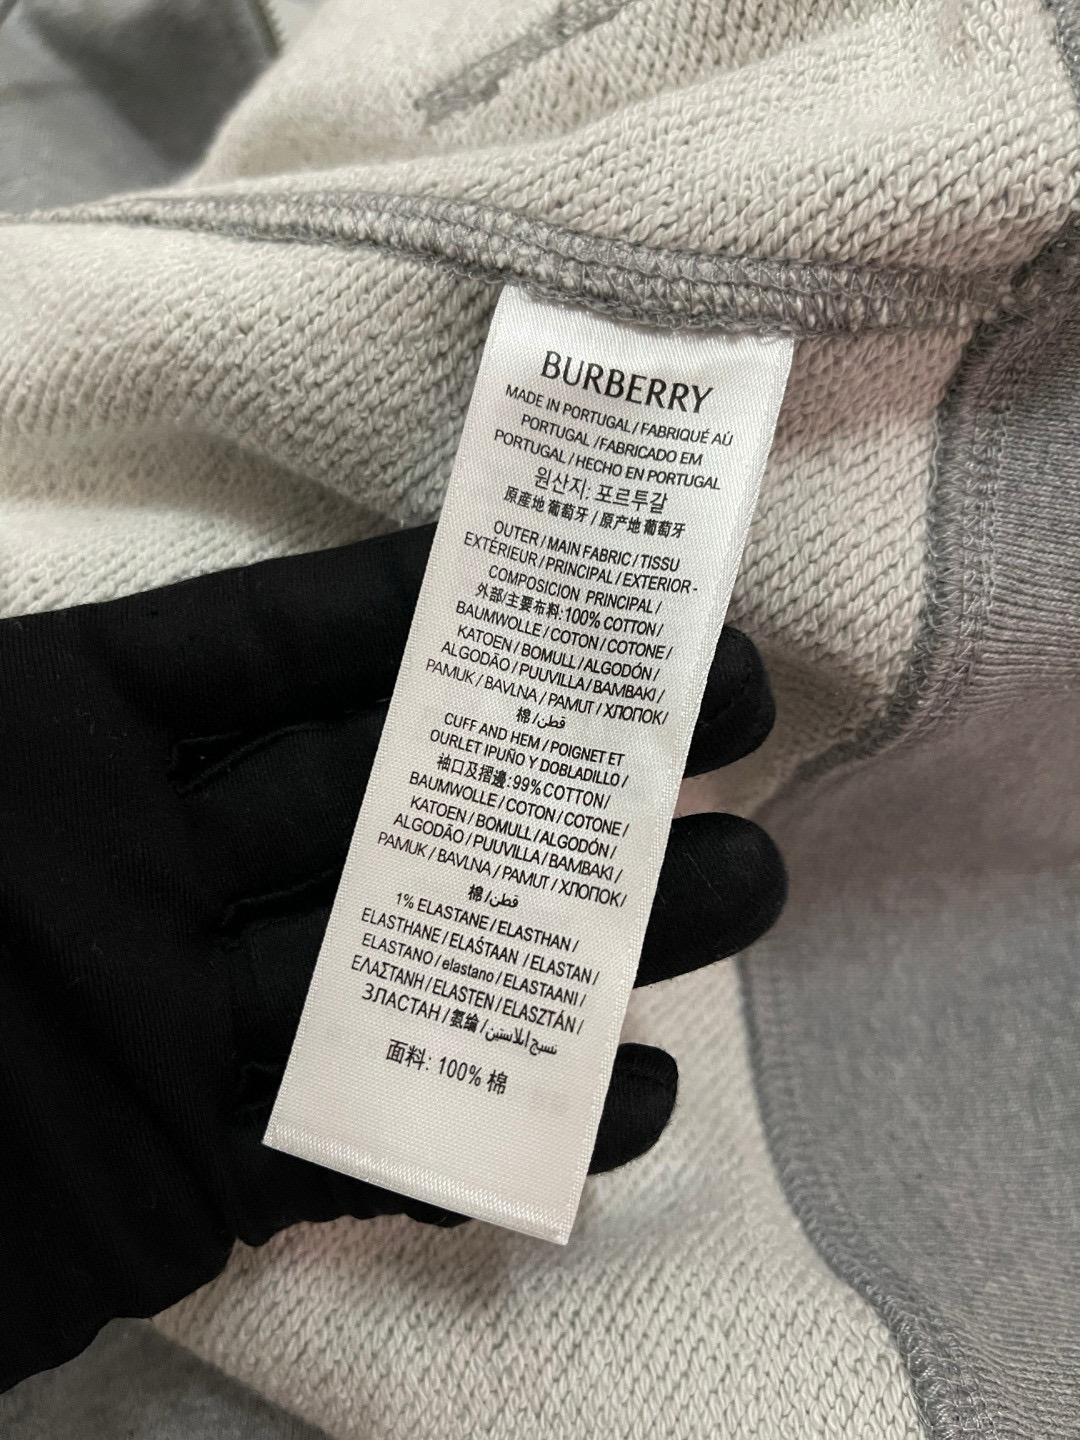 BURBERRY
MADE IN PORTUGAL / FABRIQUÉ AÚ
PORTUGAL / FABRICADO EM
PORTUGAL / HECHO EN PORTUGAL
원산지: 포르투갈
原產地 葡萄牙 / 原产地 葡萄牙
OUTER / MAIN FABRIC / TISSU
EXTÉRIEUR / PRINCIPAL / EXTERIOR -
COMPOSICION PRINCIPAL /
外部/主要布料: 100% COTTON /
BAUMWOLLE / COTON / COTONE /
KATOEN / BOMULL / ALGODÓN /
ALGODÃO / PUUVILLA / BAMBAKI /
PAMUK / BAVLNA / PAMUT / ХЛОПОК /
棉 / قطن
CUFF AND HEM / POIGNET ET
OURLET IPUÑO Y DOBLADILLO /
袖口及摺邊: 99% COTTON /
BAUMWOLLE / COTON / COTONE /
KATOEN / BOMULL / ALGODÓN /
ALGODÃO / PUUVILLA / BAMBAKI /
PAMUK / BAVLNA / PAMUT / ХЛОПОК /
棉 / قطن
1% ELASTANE / ELASTHAN /
ELASTHANE / ELAŚTAAN / ELASTAN /
ELASTANO / elastano / ELASTAANI /
ΕΛΑΣΤΑΝΗ / ELASTEN / ELASZTÁN /
ЗЛАСТАН / 氨綸 / نسيج ايلاستين
面料: 100% 棉